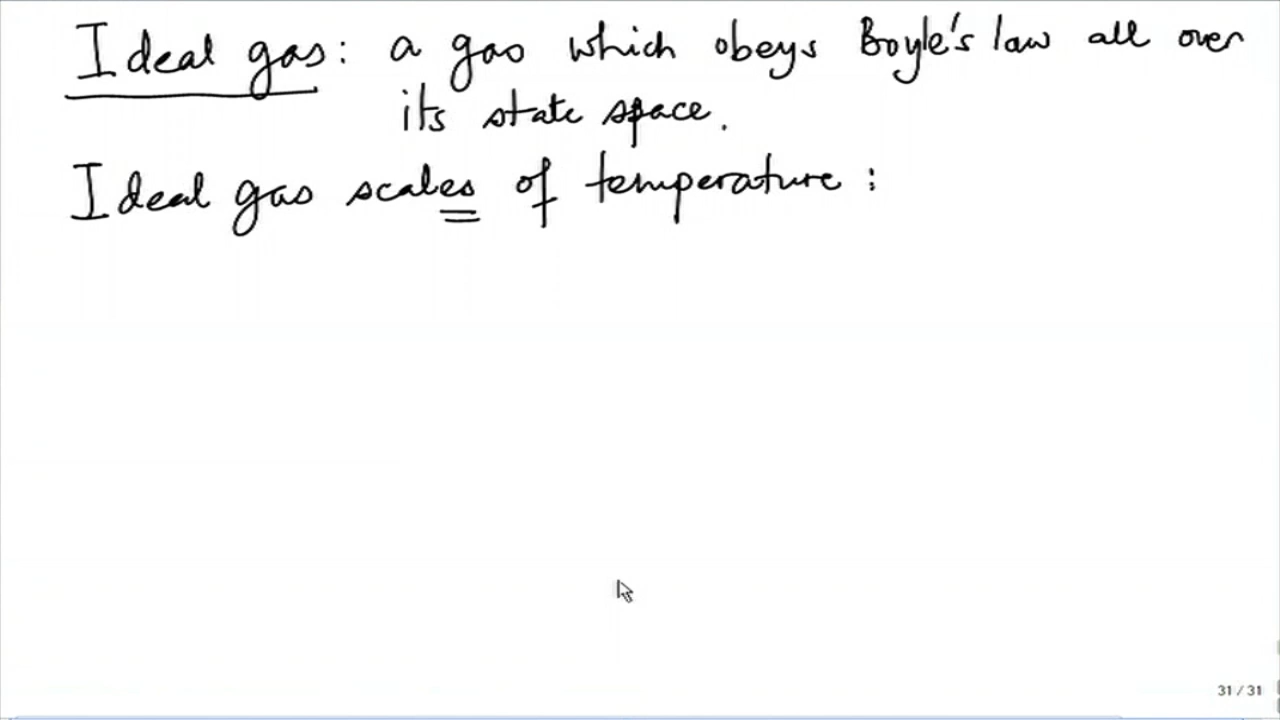 Ideal gas: a gas which obeys Boyle's law all over
its state space.
Ideal gas scales of temperature :
31 / 31